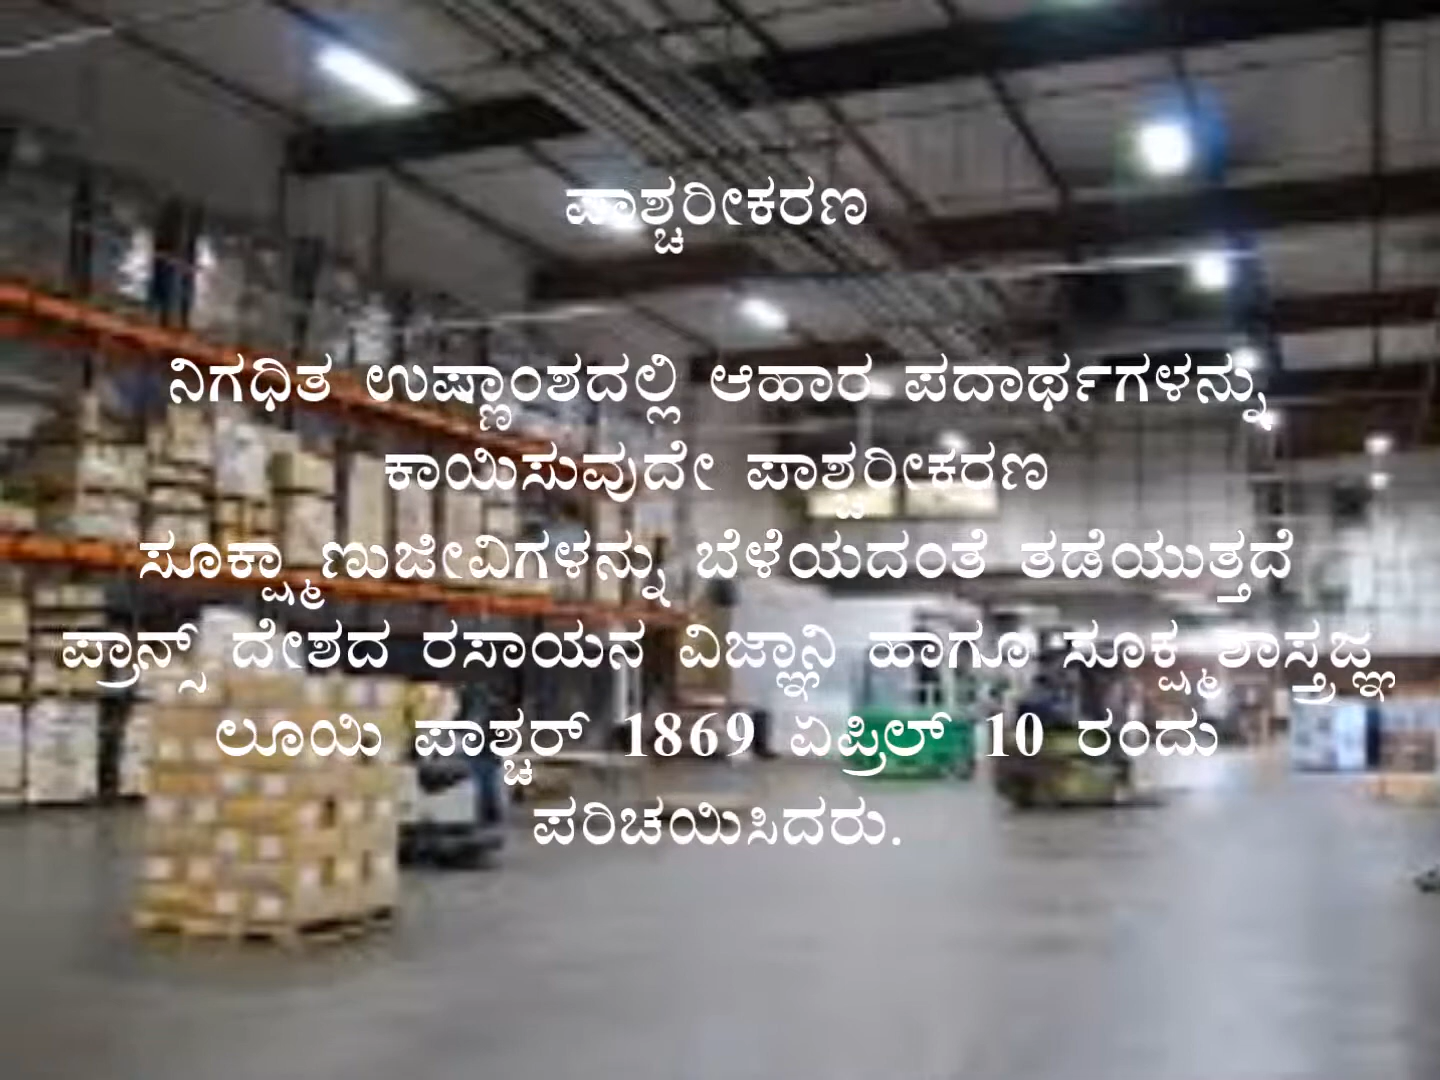 ಪಾಶ್ಚರೀಕರಣ
ನಿಗಧಿತ ಉಷ್ಣಾಂಶದಲ್ಲಿ ಆಹಾರ ಪದಾರ್ಥಗಳನ್ನು
ಕಾಯಿಸುವುದೇ ಪಾಶ್ಚರೀಕರಣ
ಸೂಕ್ಷ್ಮಾಣುಜೀವಿಗಳನ್ನು ಬೆಳೆಯದಂತೆ ತಡೆಯುತ್ತದೆ
ಪ್ರಾನ್ಸ್ ದೇಶದ ರಸಾಯನ ವಿಜ್ಞಾನಿ ಹಾಗೂ ಸೂಕ್ಷ್ಮಶಾಸ್ತ್ರಜ್ಞ
ಲೂಯಿ ಪಾಶ್ಚರ್ 1869 ಏಪ್ರಿಲ್ 10 ರಂದು
ಪರಿಚಯಿಸಿದರು.